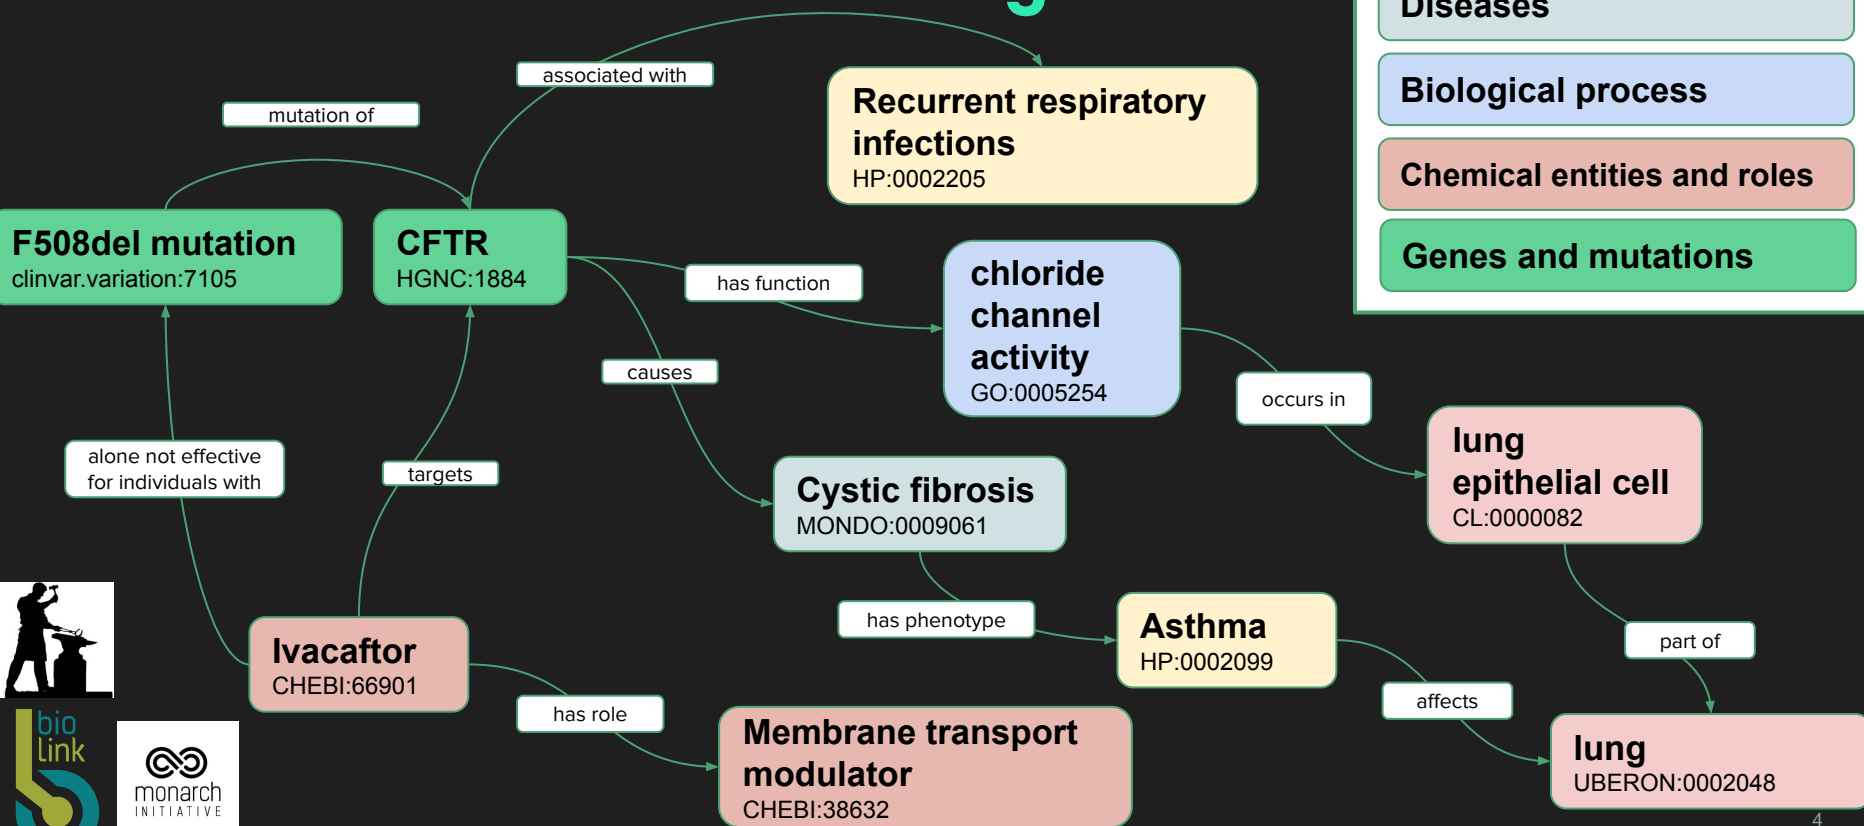 g
Diseases
associated with
Recurrent respiratory
infections
HP:0002205
Biological process
mutation of
Chemical entities and roles
F508del mutation
clinvar.variation:7105
CFTR
HGNC:1884
Genes and mutations
has function
chloride
channel
activity
GO:0005254
causes
occurs in
alone not effective
for individuals with
targets
Cystic fibrosis
MONDO:0009061
lung
epithelial cell
CL:0000082
has phenotype
Asthma
HP:0002099
part of
Ivacaftor
CHEBI:66901
has role
affects
Membrane transport
modulator
CHEBI:38632
lung
UBERON:0002048
bio
link
monarch
INITIATIVE
4